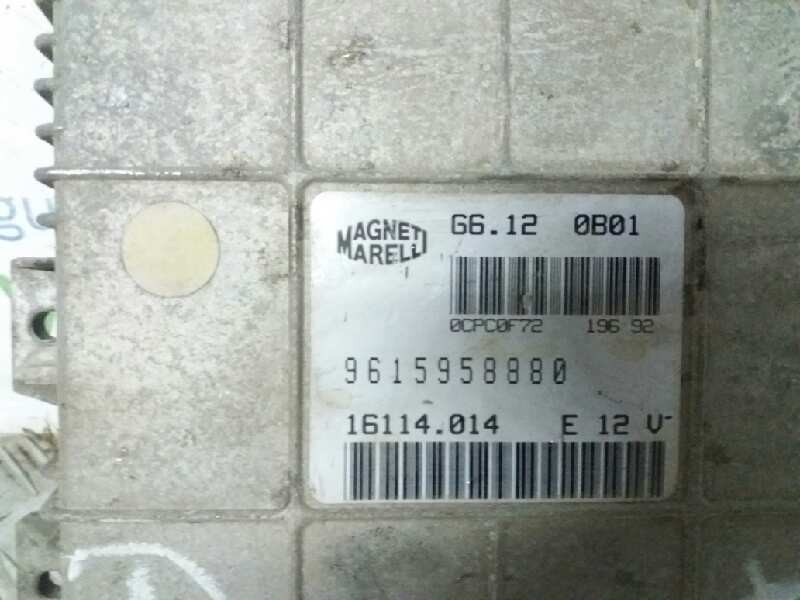 MAGNETI
MARELLI
G6.12 0B01
0CPC0F72 196 92
9615958880
16114.014 E 12 V-